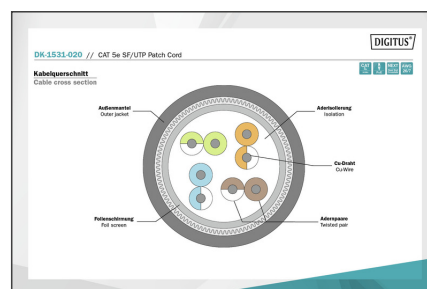 DIGITUS®
DK-1531-020 // CAT 5e SF/UTP Patch Cord
Kabelquerschnitt
Cable cross section
Außenmantel
Outer jacket
Aderisolierung
Isolation
Cu-Draht
Cu-Wire
Folienschirmung
Foil screen
Aderspaare
Twisted pair